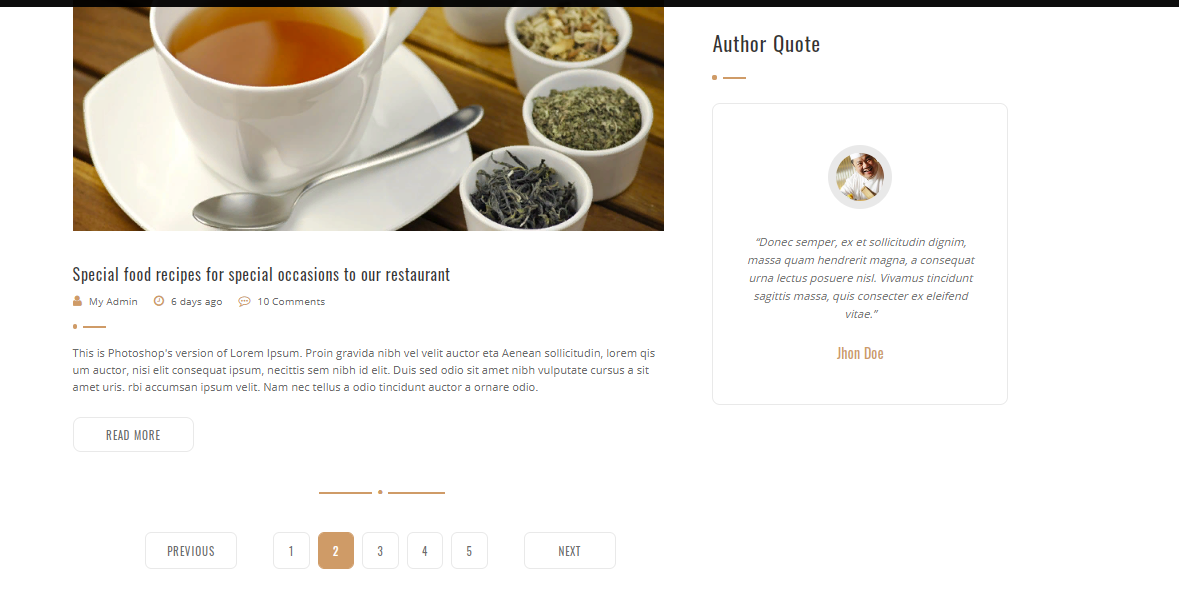 Author Quote
Special food recipes for special occasions to our restaurant
My Admin 6 days ago 10 Comments
This is Photoshop's version of Lorem Ipsum. Proin gravida nibh vel velit auctor eta Aenean sollicitudin, lorem qis
um auctor, nisi elit consequat ipsum, necittis sem nibh id elit. Duis sed odio sit amet nibh vulputate cursus a sit
amet uris. rbi accumsan ipsum velit. Nam nec tellus a odio tincidunt auctor a ornare odio.
READ MORE
PREVIOUS 1 2 3 4 5 NEXT
“Donec semper, ex et sollicitudin dignim,
massa quam hendrerit magna, a consequat
urna lectus posuere nisl. Vivamus tincidunt
sagittis massa, quis consecter ex eleifend
vitae.”
Jhon Doe